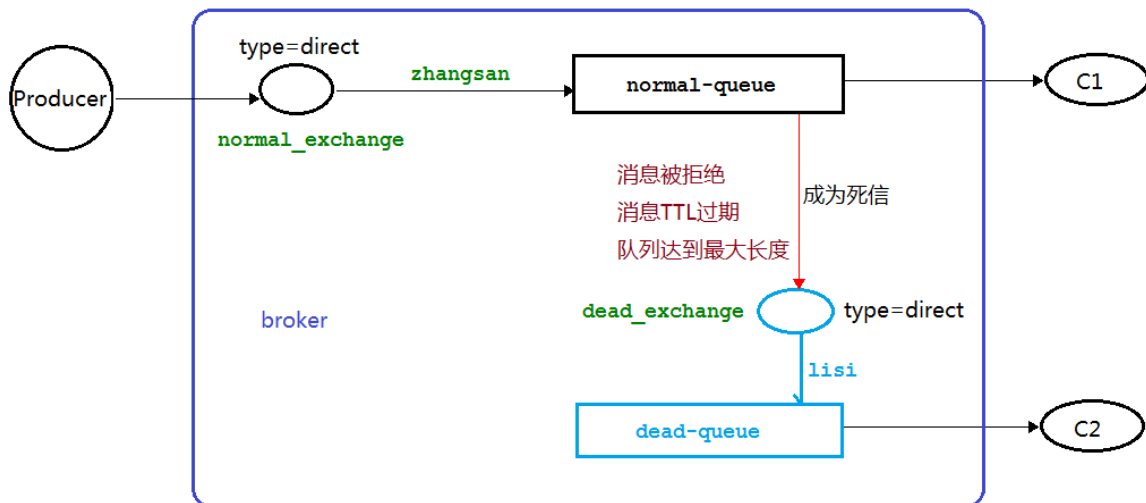 type=direct
Producer
zhangsan
normal-queue
C1
normal_exchange
消息被拒绝
消息TTL过期
队列达到最大长度
成为死信
broker
dead_exchange
type=direct
lisi
dead-queue
C2